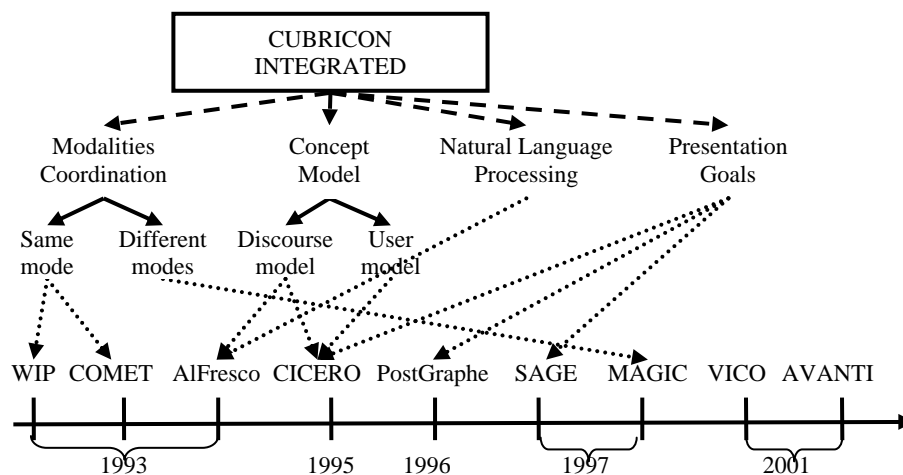 CUBRICON
INTEGRATED
Modalities
Coordination
Concept
Model
Natural Language
Processing
Presentation
Goals
Same
mode
Different
modes
Discourse
model
User
model
WIP COMET AlFresco CICERO PostGraphe SAGE MAGIC VICO AVANTI
1993 1995 1996 1997 2001